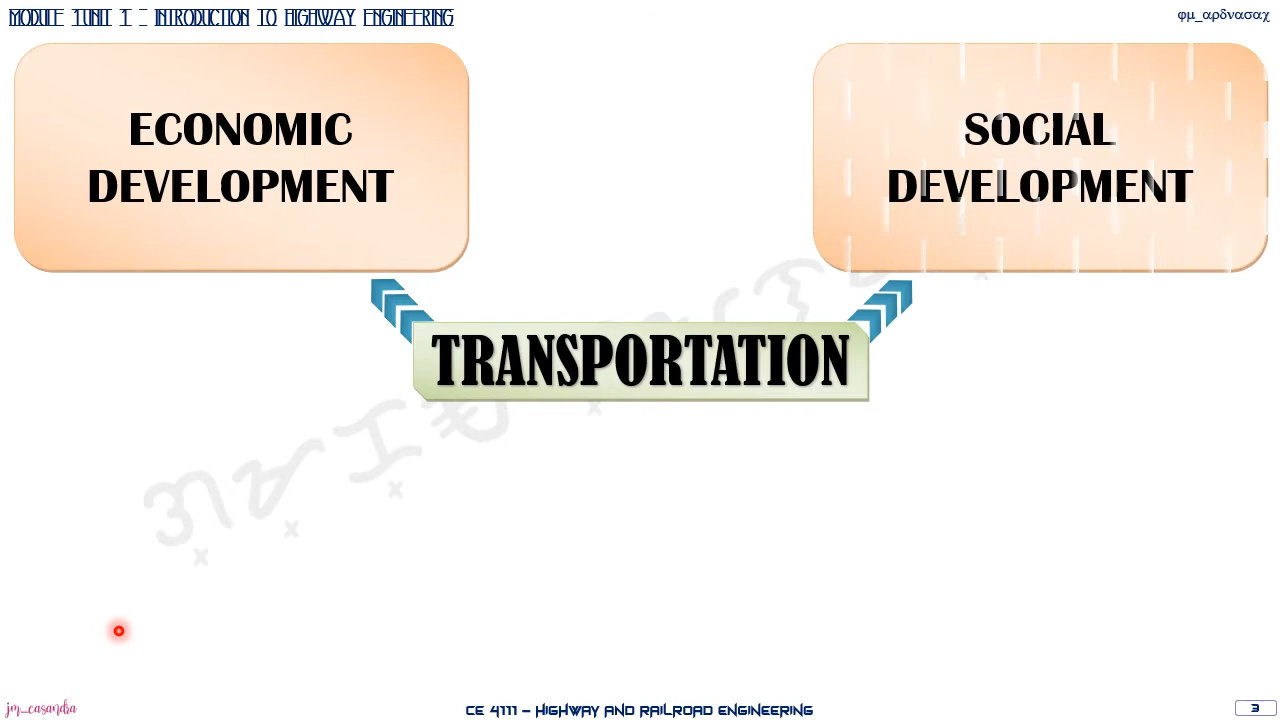 MODULE 1UNIT 1 - INTRODUCTION TO HIGHWAY ENGINEERING
φμ_αρδνασαχ
ECONOMIC
DEVELOPMENT
SOCIAL
DEVELOPMENT
TRANSPORTATION
jm_casandra
CE 4111 – HIGHWAY AND RAILROAD ENGINEERING
3